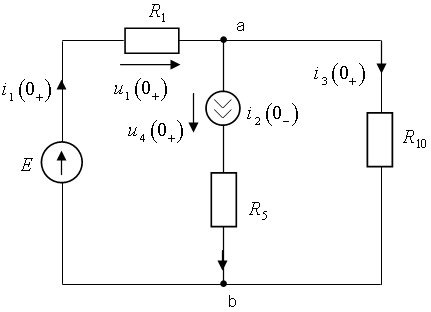 R₁
a
i₁(0₊)
u₁(0₊)
i₂(0₋)
i₃(0₊)
u₄(0₊)
E
R₅
R₁₀
b